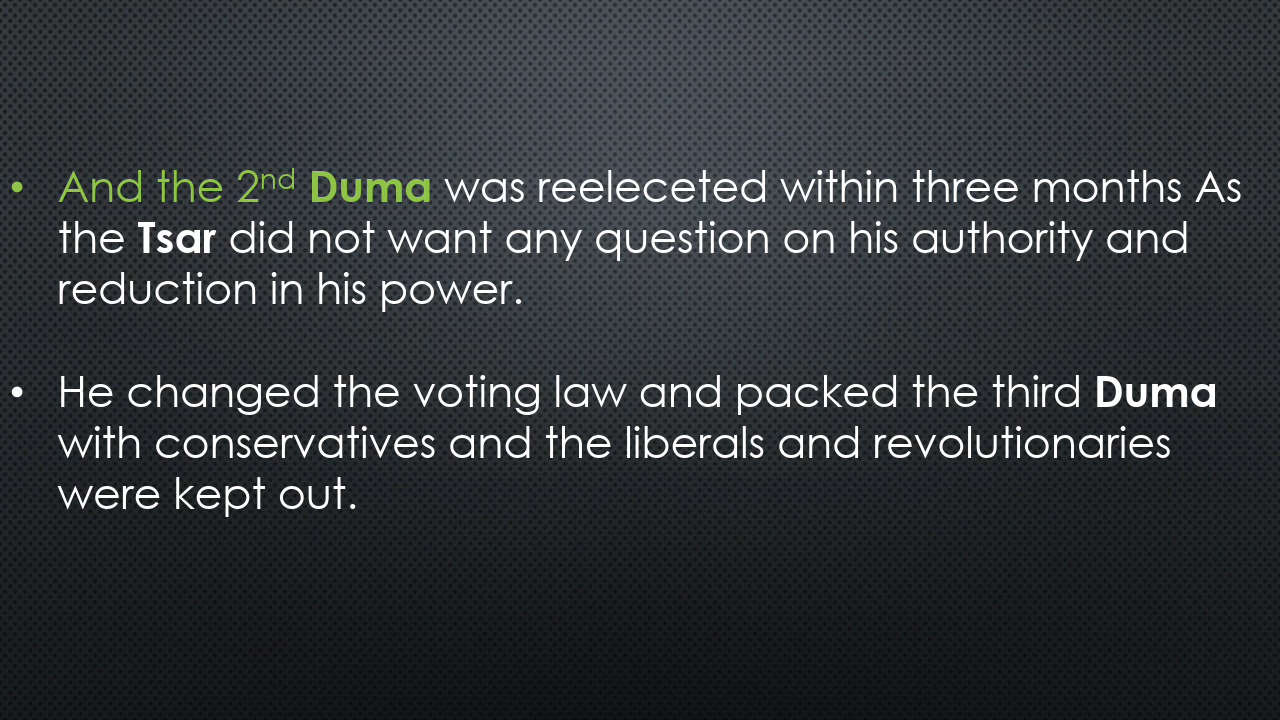 • And the 2nd Duma was reeleceted within three months As
the Tsar did not want any question on his authority and
reduction in his power.
• He changed the voting law and packed the third Duma
with conservatives and the liberals and revolutionaries
were kept out.